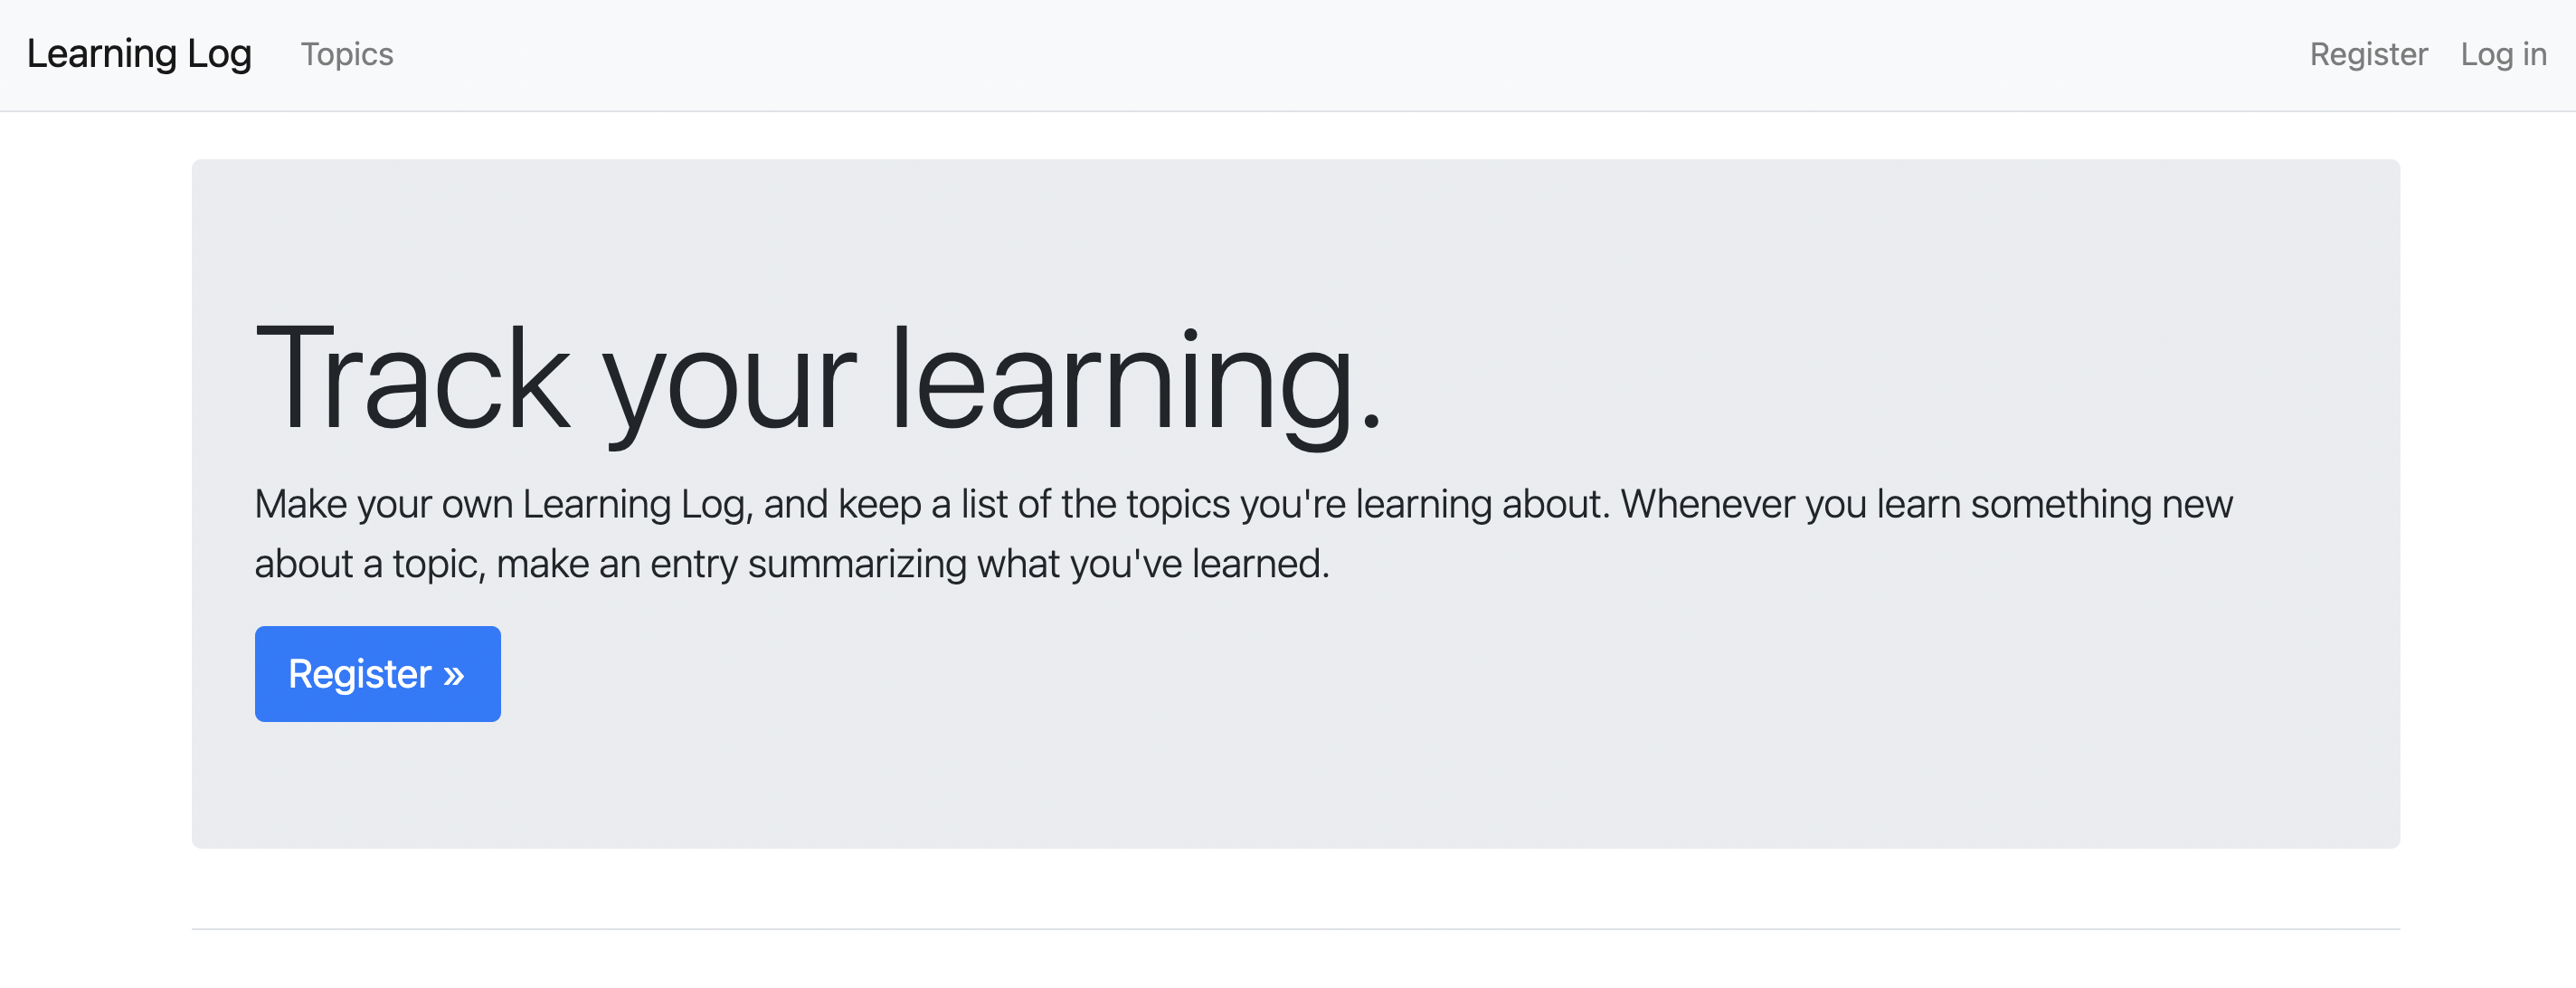 Learning Log Topics Register Log in
Track your learning.
Make your own Learning Log, and keep a list of the topics you're learning about. Whenever you learn something new
about a topic, make an entry summarizing what you've learned.
Register »